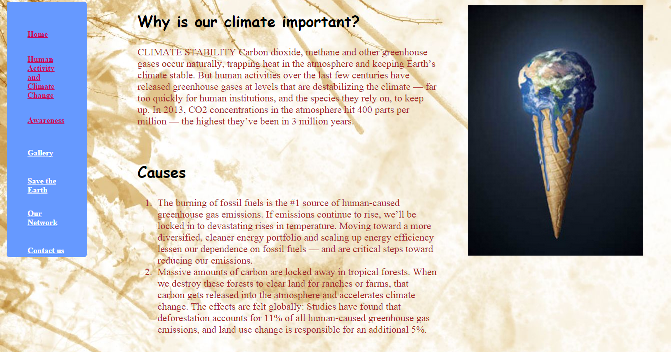 Home
Human
Activity
and
Climate
Change
Awareness
Gallery
Save the
Earth
Our
Network
Contact us
Why is our climate important?
CLIMATE STABILITY Carbon dioxide, methane and other greenhouse
gases occur naturally, trapping heat in the atmosphere and keeping Earth's
climate stable. But human activities over the last few centuries have
released greenhouse gases at levels that are destabilizing the climate — far
too quickly for human institutions, and the species they rely on, to keep
up. In 2013, CO2 concentrations in the atmosphere hit 400 parts per
million — the highest they've been in 3 million years.
Causes
1. The burning of fossil fuels is the #1 source of human-caused
greenhouse gas emissions. If emissions continue to rise, we'll be
locked in to devastating rises in temperature. Moving toward a more
diversified, cleaner energy portfolio and scaling up energy efficiency
lessen our dependence on fossil fuels — and are critical steps toward
reducing our emissions.
2. Massive amounts of carbon are locked away in tropical forests. When
we destroy these forests to clear land for ranches or farms, that
carbon gets released into the atmosphere and accelerates climate
change. The effects are felt globally: Studies have found that
deforestation accounts for 11% of all human-caused greenhouse gas
emissions, and land use change is responsible for an additional 5%.